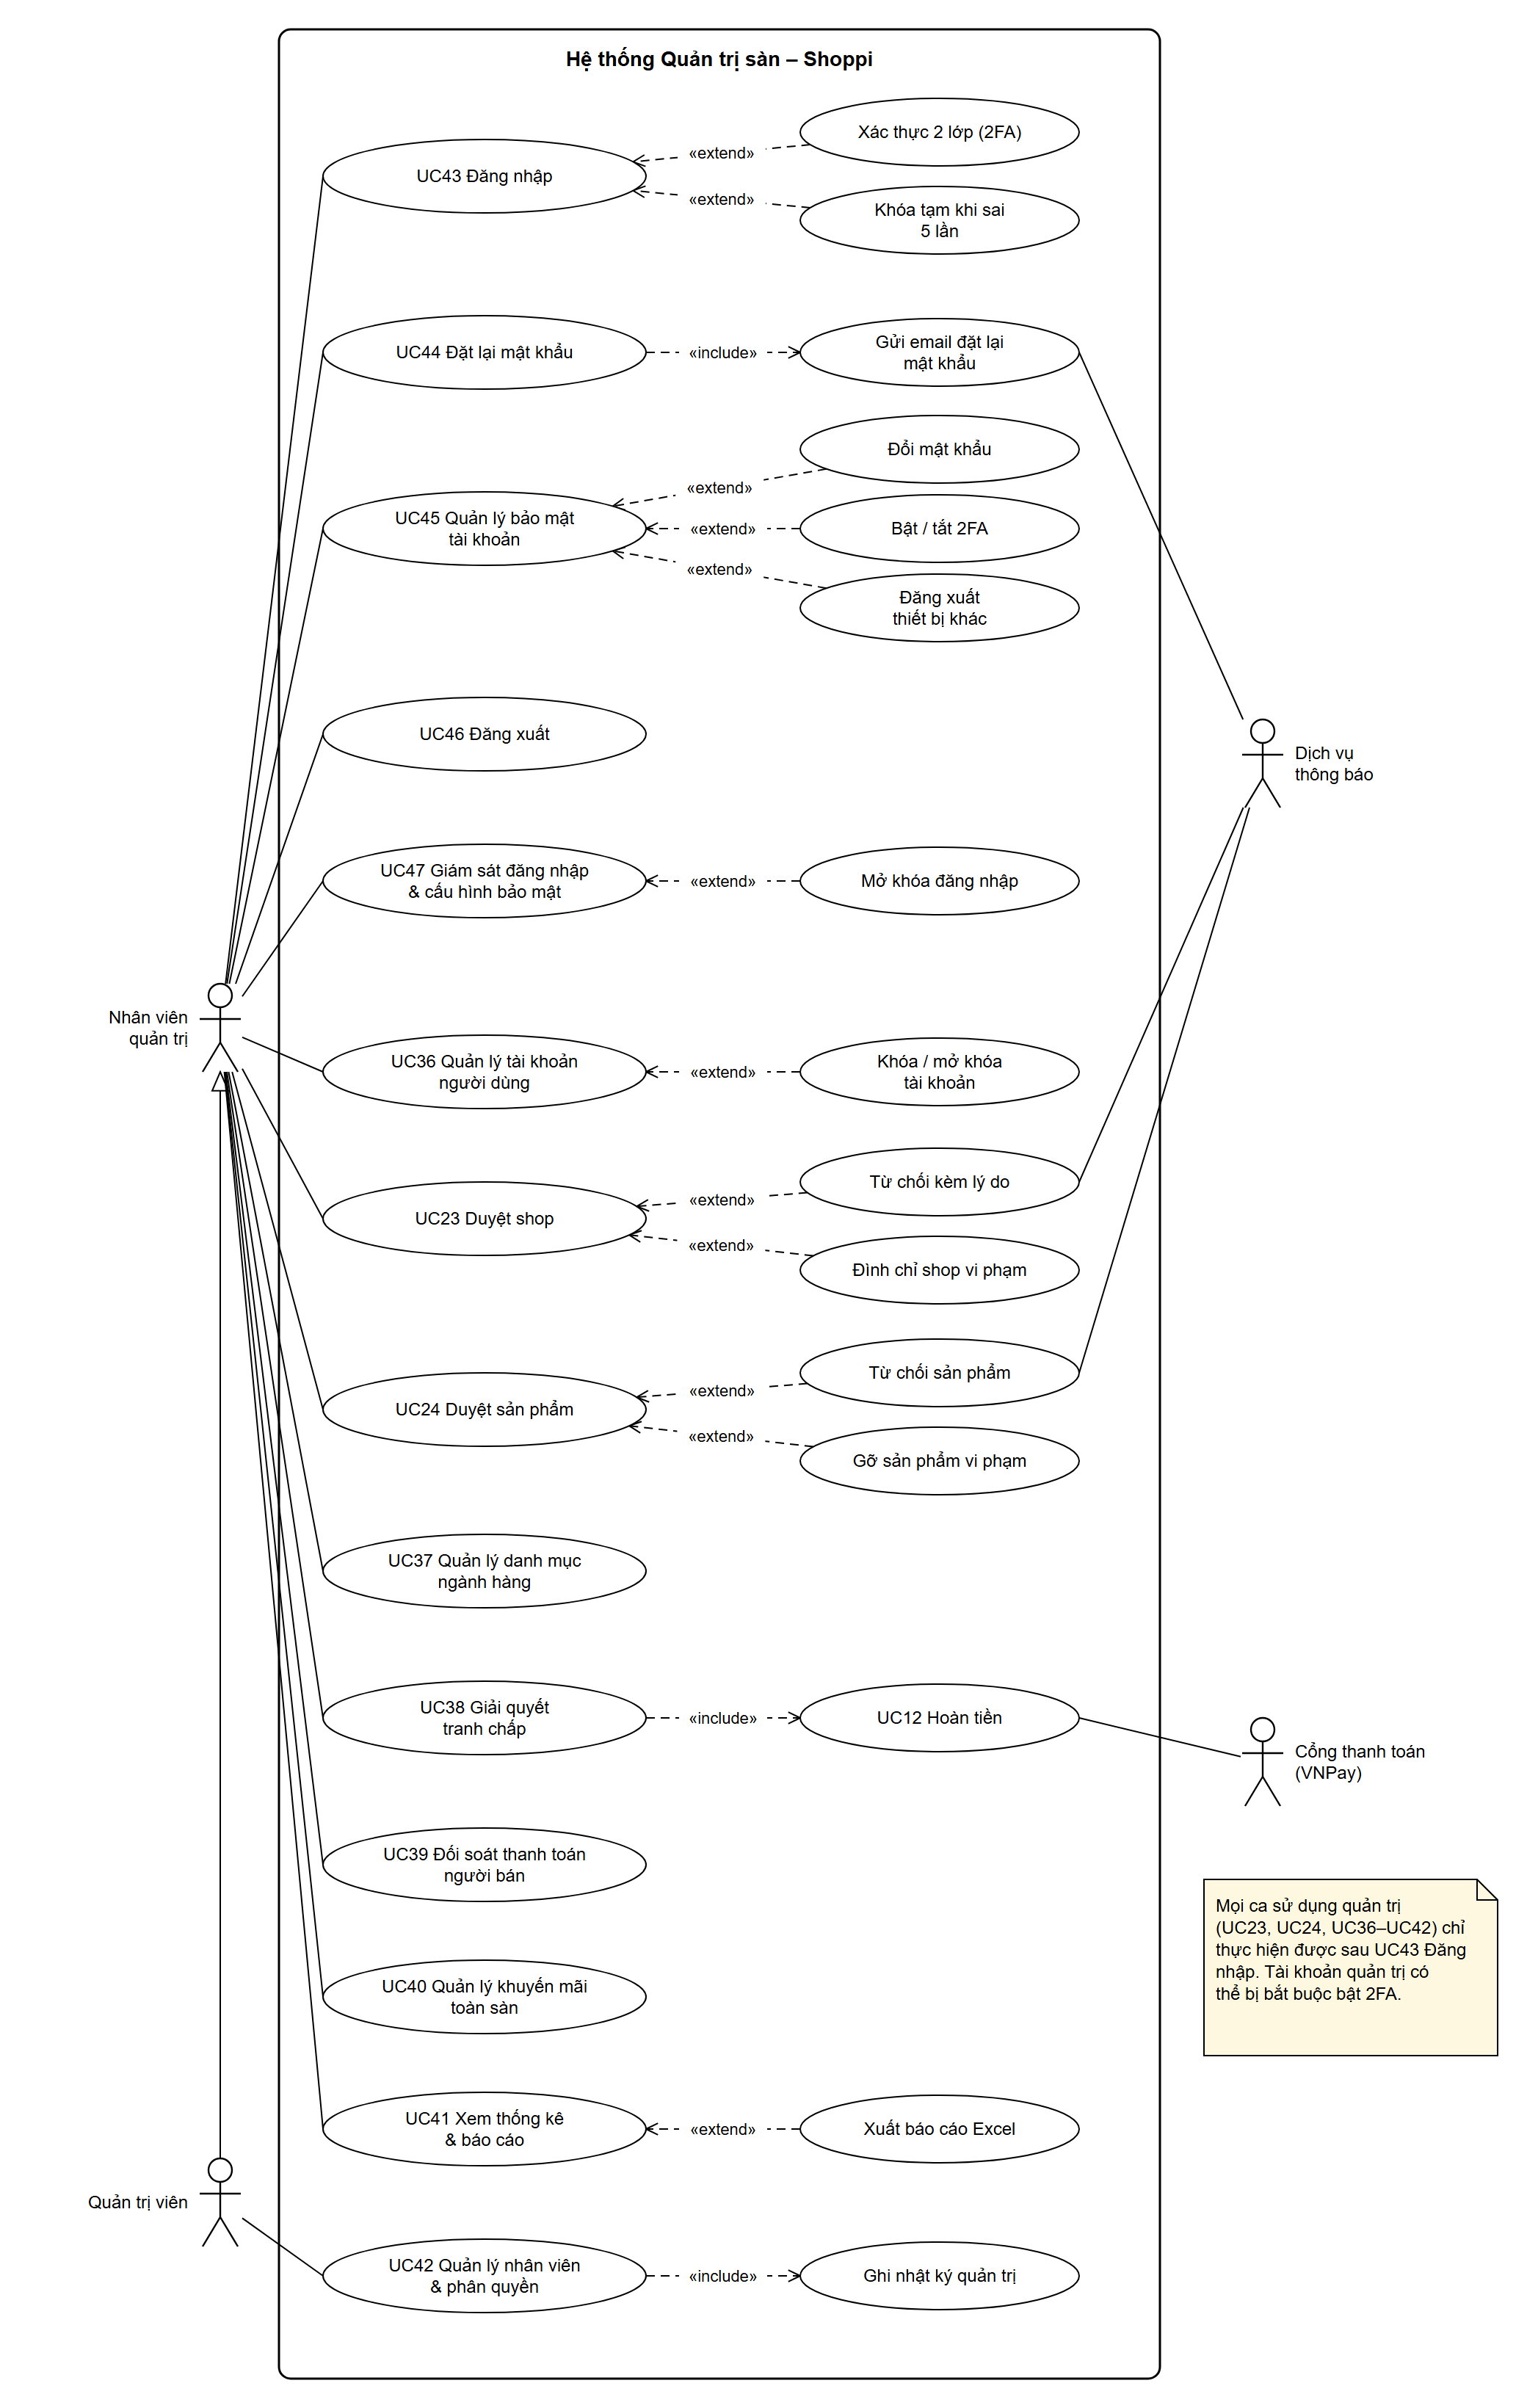 Hệ thống Quản trị sàn – Shoppi
UC43 Đăng nhập
«extend»
Xác thực 2 lớp (2FA)
«extend»
Khóa tạm khi sai
5 lần
UC44 Đặt lại mật khẩu
«include»
Gửi email đặt lại
mật khẩu
UC45 Quản lý bảo mật
tài khoản
«extend»
Đổi mật khẩu
«extend»
Bật / tắt 2FA
«extend»
Đăng xuất
thiết bị khác
UC46 Đăng xuất
Dịch vụ
thông báo
UC47 Giám sát đăng nhập
& cấu hình bảo mật
«extend»
Mở khóa đăng nhập
Nhân viên
quản trị
UC36 Quản lý tài khoản
người dùng
«extend»
Khóa / mở khóa
tài khoản
UC23 Duyệt shop
«extend»
Từ chối kèm lý do
«extend»
Đình chỉ shop vi phạm
UC24 Duyệt sản phẩm
«extend»
Từ chối sản phẩm
«extend»
Gỡ sản phẩm vi phạm
UC37 Quản lý danh mục
ngành hàng
UC38 Giải quyết
tranh chấp
«include»
UC12 Hoàn tiền
Cổng thanh toán
(VNPay)
UC39 Đối soát thanh toán
người bán
Mọi ca sử dụng quản trị
(UC23, UC24, UC36–UC42) chỉ
thực hiện được sau UC43 Đăng
nhập. Tài khoản quản trị có
thể bị bắt buộc bật 2FA.
UC40 Quản lý khuyến mãi
toàn sàn
UC41 Xem thống kê
& báo cáo
«extend»
Xuất báo cáo Excel
Quản trị viên
UC42 Quản lý nhân viên
& phân quyền
«include»
Ghi nhật ký quản trị